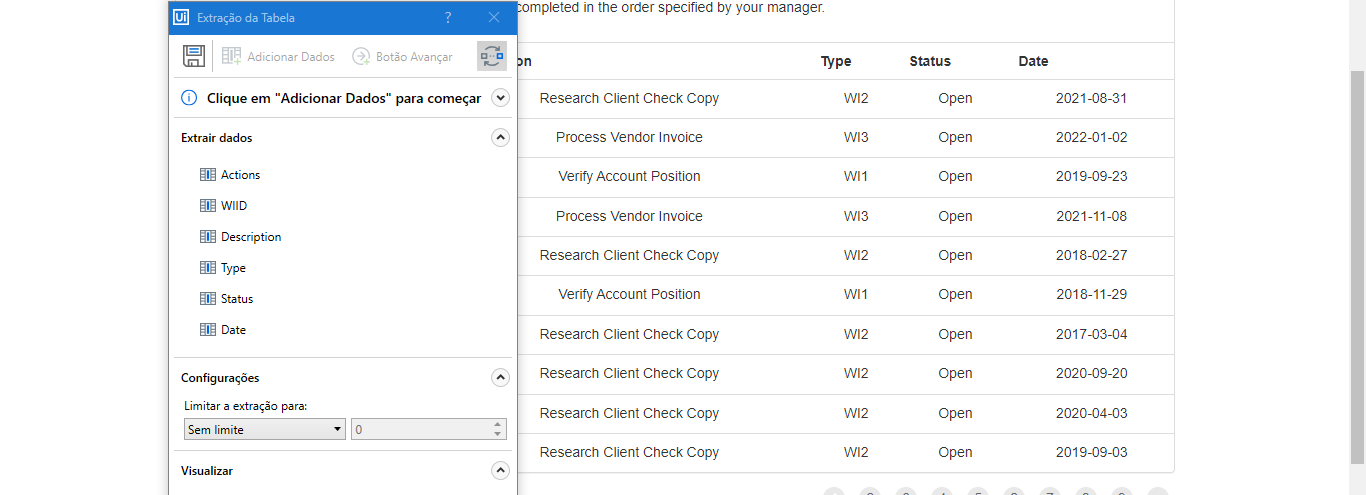 Ui Extração da Tabela ? ×
completed in the order specified by your manager.
Adicionar Dados Botão Avançar
on Type Status Date
Clique em "Adicionar Dados" para começar
Research Client Check Copy WI2 Open 2021-08-31
Extrair dados
Process Vendor Invoice WI3 Open 2022-01-02
Actions
Verify Account Position WI1 Open 2019-09-23
WIID
Process Vendor Invoice WI3 Open 2021-11-08
Description
Research Client Check Copy WI2 Open 2018-02-27
Type
Status
Verify Account Position WI1 Open 2018-11-29
Date
Research Client Check Copy WI2 Open 2017-03-04
Configurações
Research Client Check Copy WI2 Open 2020-09-20
Limitar a extração para:
Research Client Check Copy WI2 Open 2020-04-03
Sem limite 0
Research Client Check Copy WI2 Open 2019-09-03
Visualizar